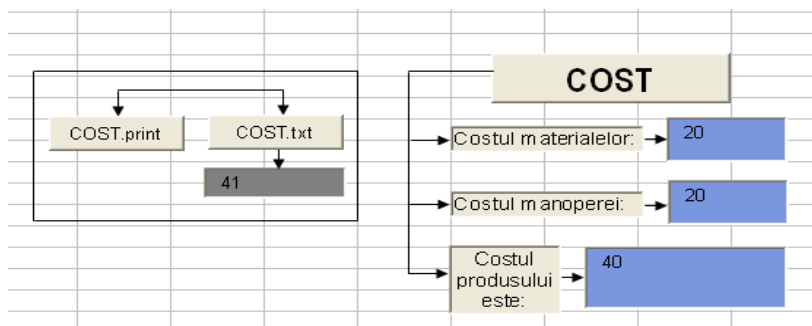 COST.print
COST.txt
41
COST
Costul materialelor:
20
Costul manoperei:
20
Costul
produsului
este:
40